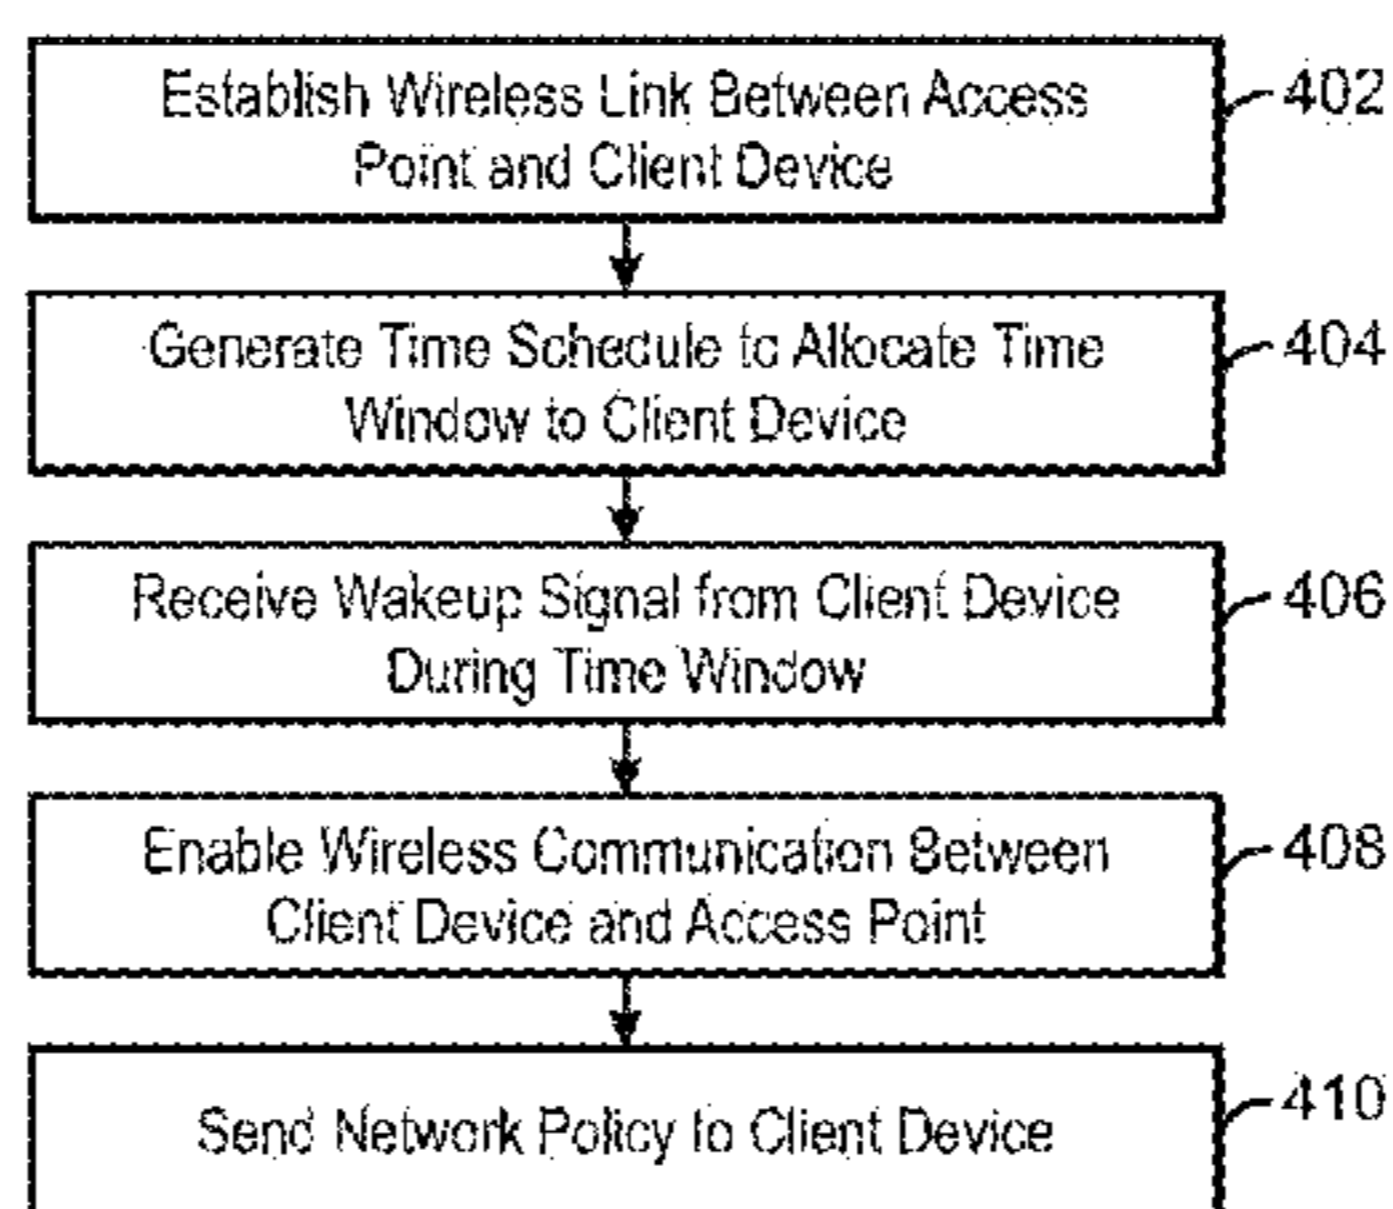 Establish Wireless Link Between Access
Point and Client Device
402
Generate Time Schedule to Allocate Time
Window to Client Device
404
Receive Wakeup Signal from Client Device
During Time Window
406
Enable Wireless Communication Between
Client Device and Access Point
408
Send Network Policy to Client Device
410